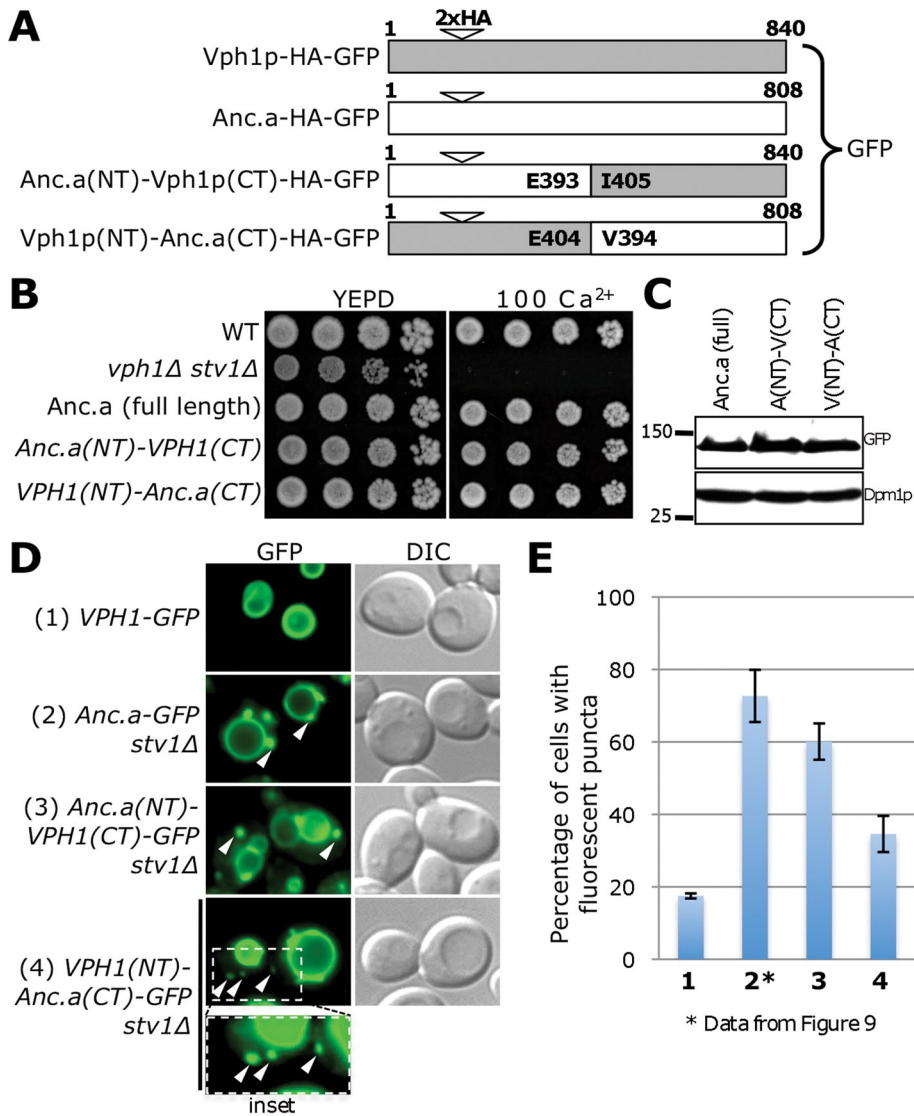 A
1 2xHA 840
Vph1p-HA-GFP
1 808
Anc.a-HA-GFP
1 840
Anc.a(NT)-Vph1p(CT)-HA-GFP E393 I405
1 808
Vph1p(NT)-Anc.a(CT)-HA-GFP E404 V394
GFP
B
YEPD 100 Ca²⁺
WT
vph1Δ stv1Δ
Anc.a (full length)
Anc.a(NT)-VPH1(CT)
VPH1(NT)-Anc.a(CT)
C
Anc.a (full)
A(NT)-V(CT)
V(NT)-A(CT)
150
GFP
Dpm1p
25
D
GFP DIC
(1) VPH1-GFP
(2) Anc.a-GFP
stv1Δ
(3) Anc.a(NT)-
VPH1(CT)-GFP
stv1Δ
(4) VPH1(NT)-
Anc.a(CT)-GFP
stv1Δ
inset
E
Percentage of cells with
fluorescent puncta
100
80
60
40
20
0
1 2* 3 4
* Data from Figure 9